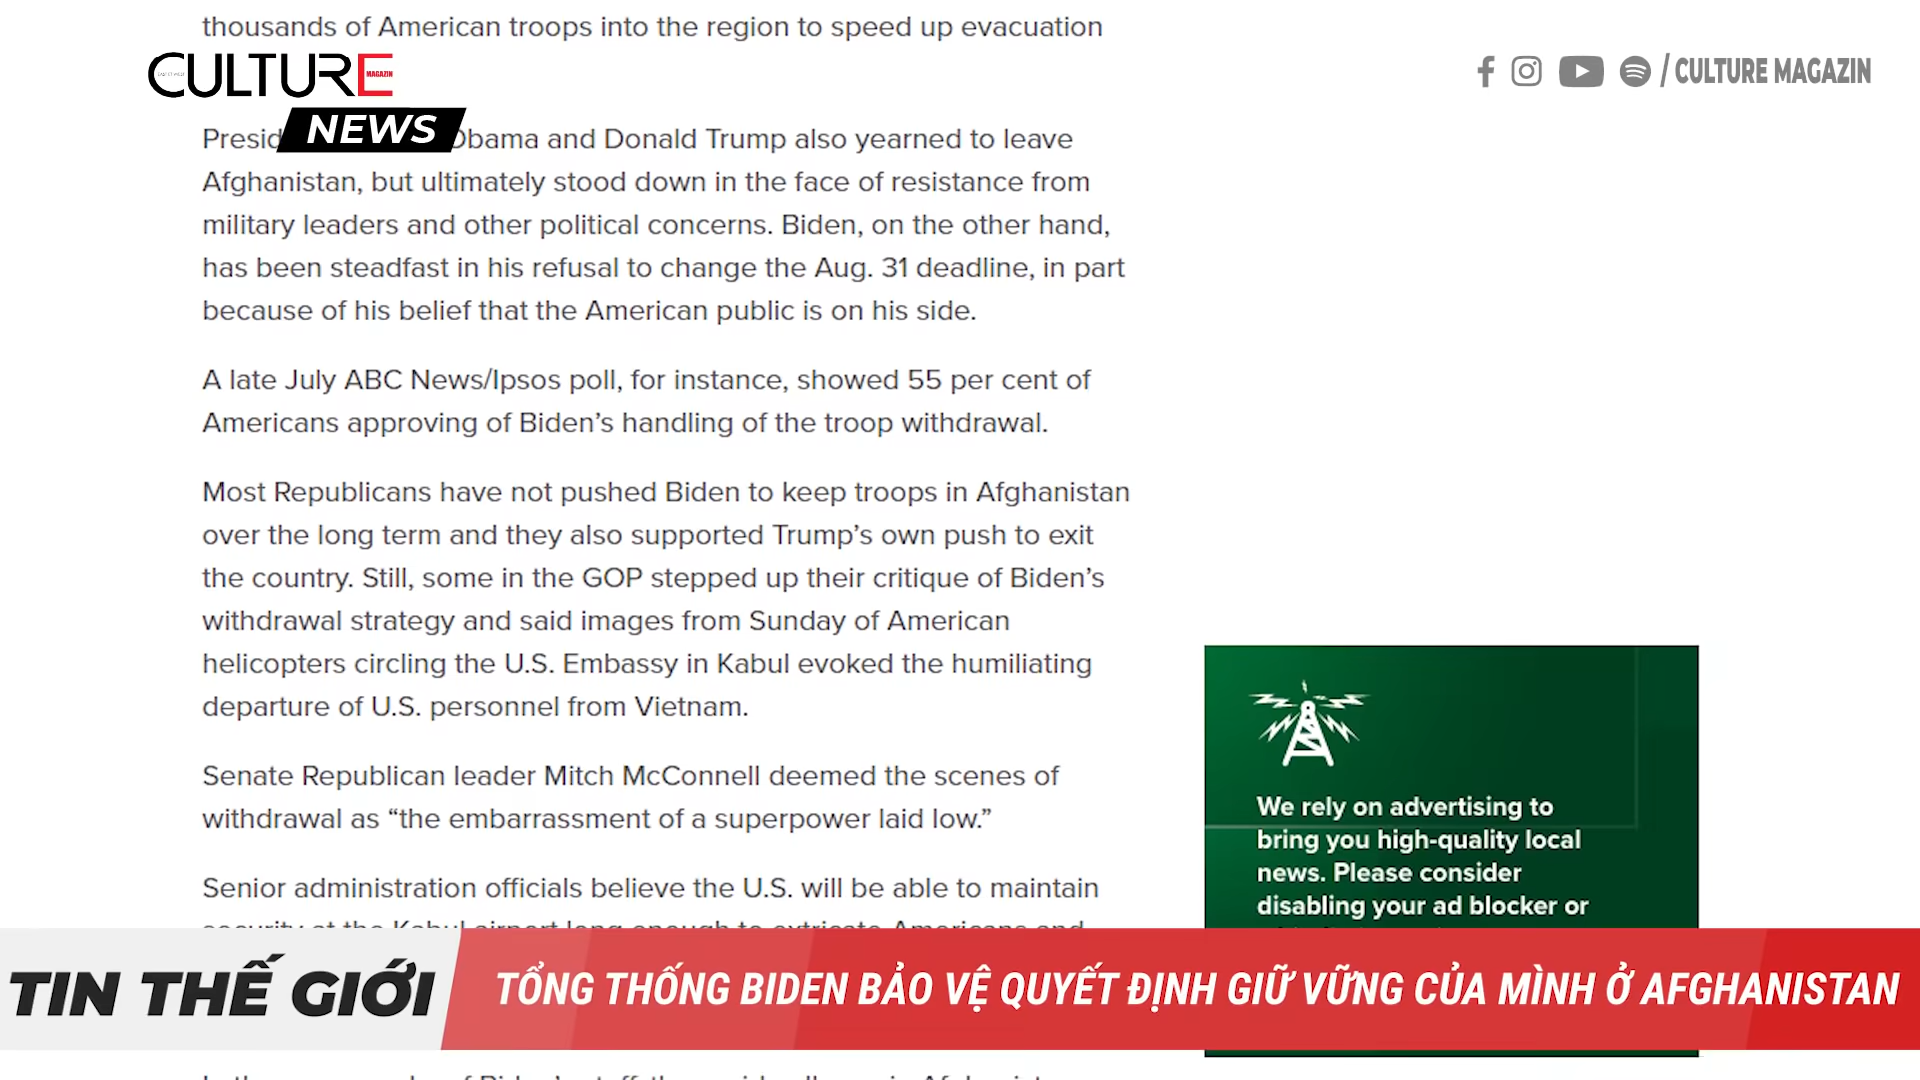 thousands of American troops into the region to speed up evacuation
CULTURE
MAGAZIN
NEWS
/ CULTURE MAGAZIN
Obama and Donald Trump also yearned to leave
Afghanistan, but ultimately stood down in the face of resistance from
military leaders and other political concerns. Biden, on the other hand,
has been steadfast in his refusal to change the Aug. 31 deadline, in part
because of his belief that the American public is on his side.
A late July ABC News/Ipsos poll, for instance, showed 55 per cent of
Americans approving of Biden’s handling of the troop withdrawal.
Most Republicans have not pushed Biden to keep troops in Afghanistan
over the long term and they also supported Trump’s own push to exit
the country. Still, some in the GOP stepped up their critique of Biden’s
withdrawal strategy and said images from Sunday of American
helicopters circling the U.S. Embassy in Kabul evoked the humiliating
departure of U.S. personnel from Vietnam.
Senate Republican leader Mitch McConnell deemed the scenes of
withdrawal as “the embarrassment of a superpower laid low.”
Senior administration officials believe the U.S. will be able to maintain
security at the Kabul airport long enough to extricate Americans and
We rely on advertising to
bring you high-quality local
news. Please consider
disabling your ad blocker or
TIN THẾ GIỚI
TỔNG THỐNG BIDEN BẢO VỆ QUYẾT ĐỊNH GIỮ VỮNG CỦA MÌNH Ở AFGHANISTAN